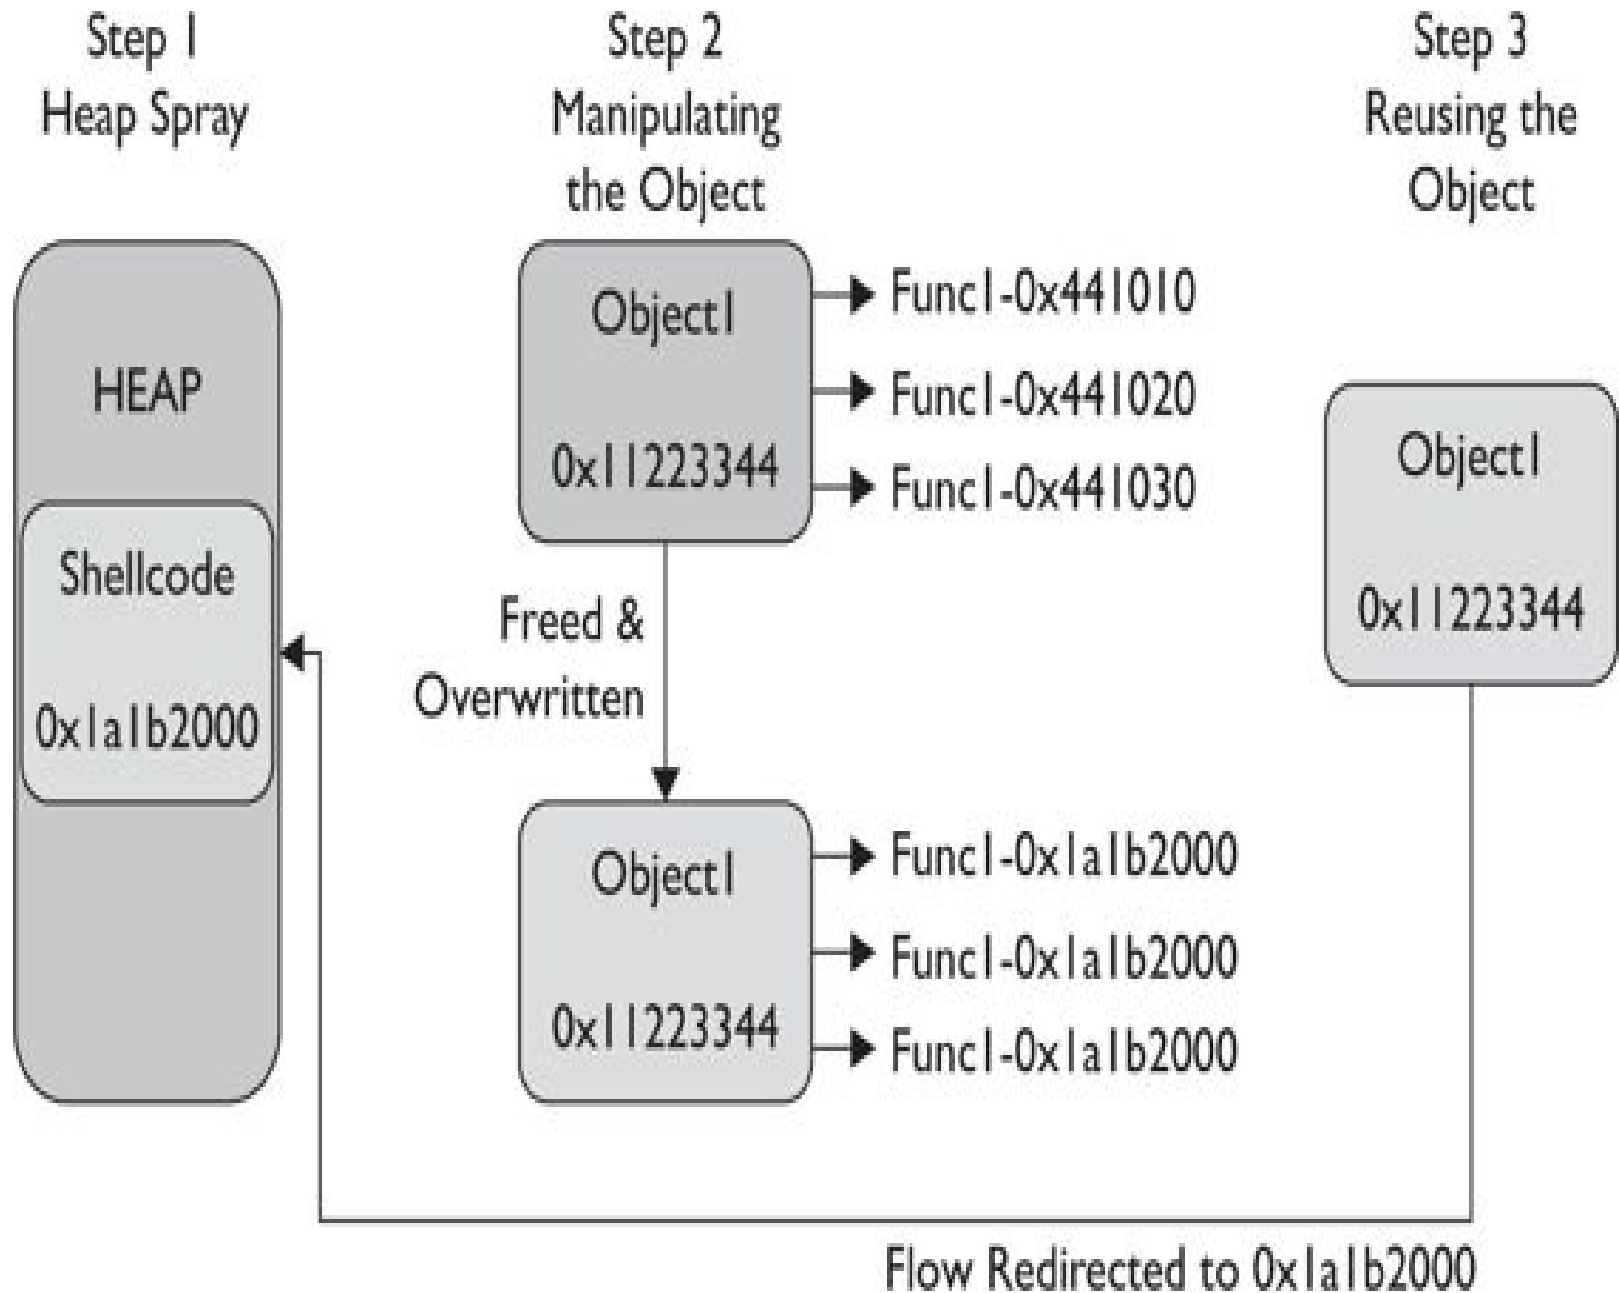 Step 1
Heap Spray
HEAP
Shellcode
0x1a1b2000
Step 2
Manipulating
the Object
Object1
0x11223344
Func1-0x441010
Func1-0x441020
Func1-0x441030
Freed &
Overwritten
Object1
0x11223344
Func1-0x1a1b2000
Func1-0x1a1b2000
Func1-0x1a1b2000
Step 3
Reusing the
Object
Object1
0x11223344
Flow Redirected to 0x1a1b2000